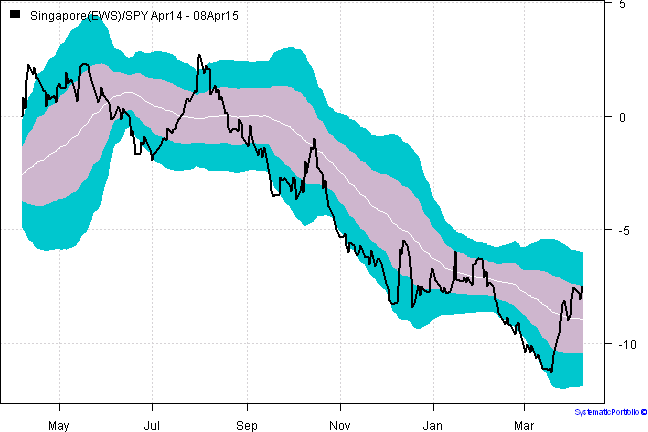 Singapore(EWS)/SPY Apr14 - 08Apr15
5
0
-5
-10
May Jul Sep Nov Jan Mar
SystematicPortfolio ©